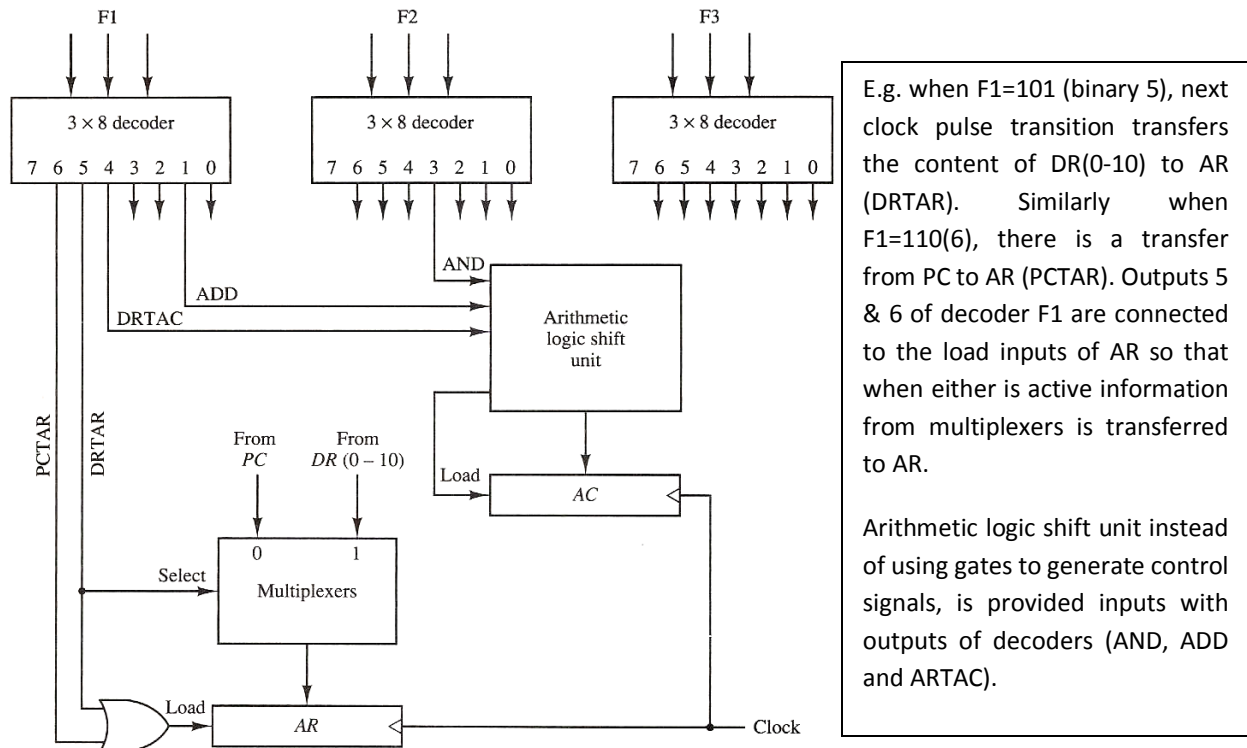 F1 F2 F3
3 × 8 decoder 3 × 8 decoder 3 × 8 decoder
7 6 5 4 3 2 1 0 7 6 5 4 3 2 1 0 7 6 5 4 3 2 1 0
AND
ADD
DRTAC
Arithmetic
logic shift
unit
PCTAR
DRTAR
From From
PC DR (0 – 10)
Load
AC
0 1
Select
Multiplexers
Load
AR
Clock
E.g. when F1=101 (binary 5), next
clock pulse transition transfers
the content of DR(0-10) to AR
(DRTAR). Similarly when
F1=110(6), there is a transfer
from PC to AR (PCTAR). Outputs 5
& 6 of decoder F1 are connected
to the load inputs of AR so that
when either is active information
from multiplexers is transferred
to AR.
Arithmetic logic shift unit instead
of using gates to generate control
signals, is provided inputs with
outputs of decoders (AND, ADD
and ARTAC).